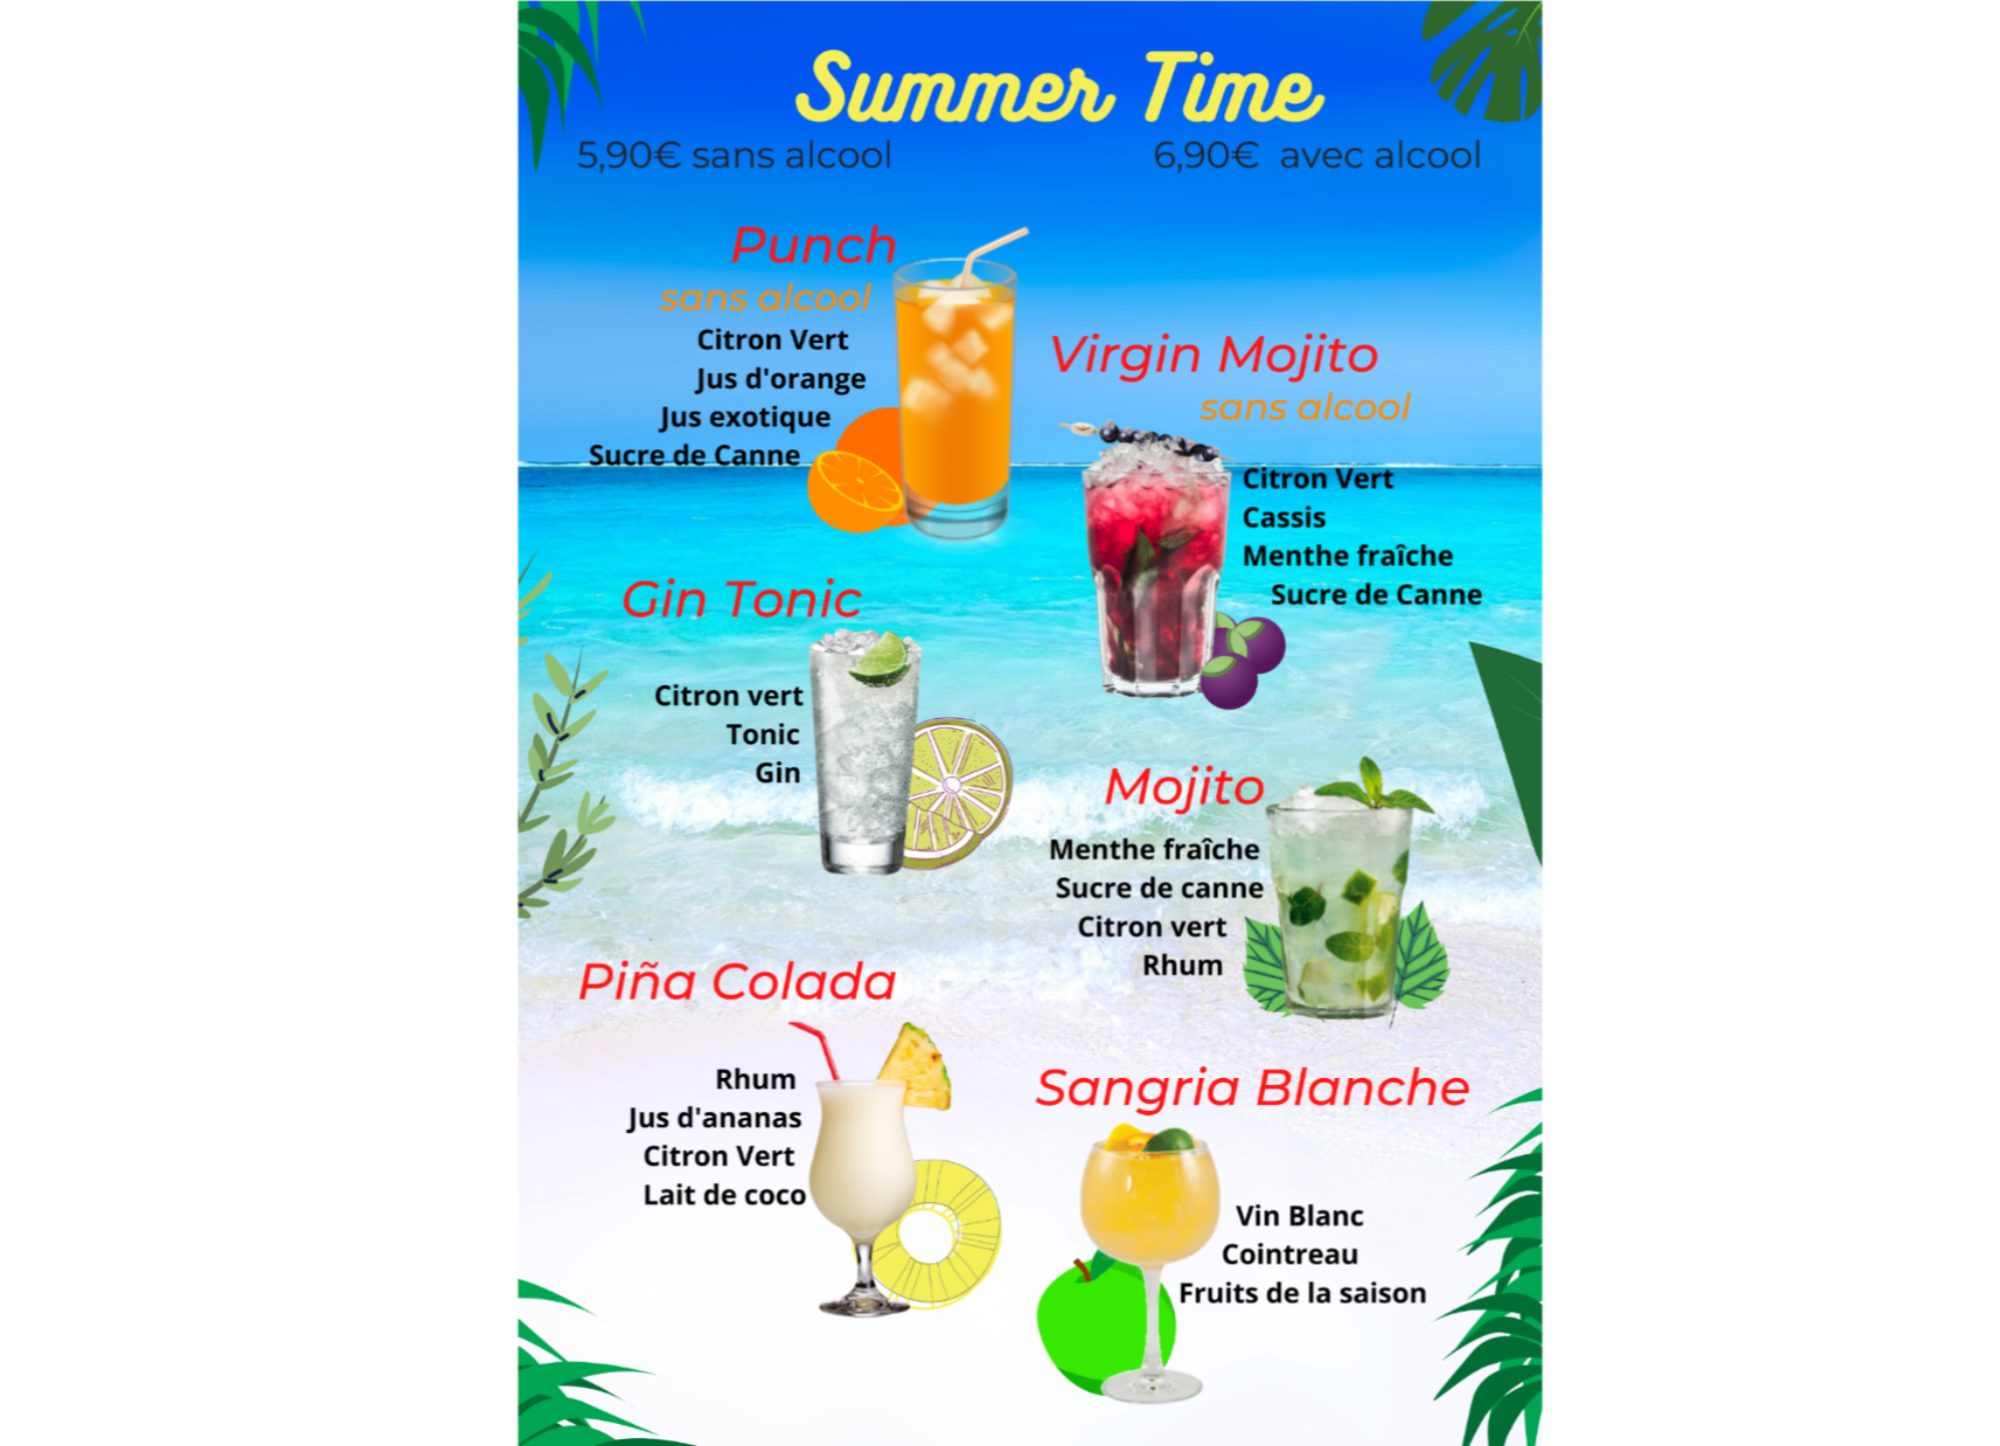 Summer Time
5,90€ sans alcool
6,90€ avec alcool
Punch
sans alcool
Citron Vert
Jus d'orange
Jus exotique
Sucre de Canne
Virgin Mojito
sans alcool
Citron Vert
Cassis
Menthe fraîche
Sucre de Canne
Gin Tonic
Citron vert
Tonic
Gin
Mojito
Menthe fraîche
Sucre de canne
Citron vert
Rhum
Piña Colada
Rhum
Jus d'ananas
Citron Vert
Lait de coco
Sangria Blanche
Vin Blanc
Cointreau
Fruits de la saison